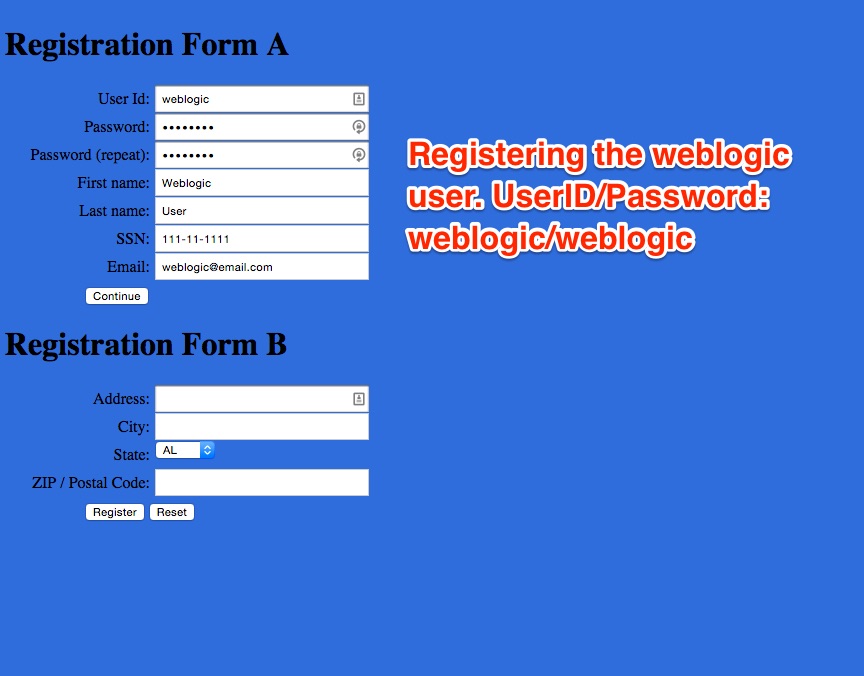 Registration Form A
User Id: weblogic
Password: ••••••••
Password (repeat): ••••••••
First name: Weblogic
Last name: User
SSN: 111-11-1111
Email: weblogic@email.com
Continue
Registering the weblogic
user. UserID/Password:
weblogic/weblogic
Registration Form B
Address:
City:
State: AL
ZIP / Postal Code:
Register Reset